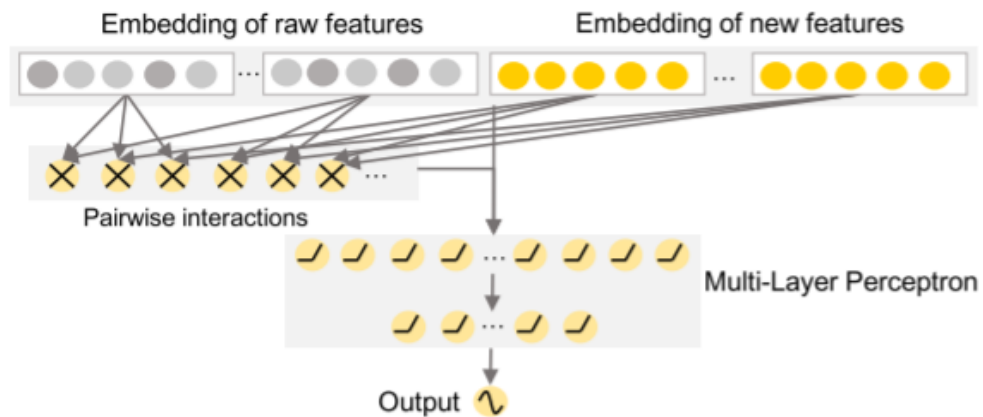 Embedding of raw features
Embedding of new features
...
...
...
Pairwise interactions
...
Multi-Layer Perceptron
...
Output